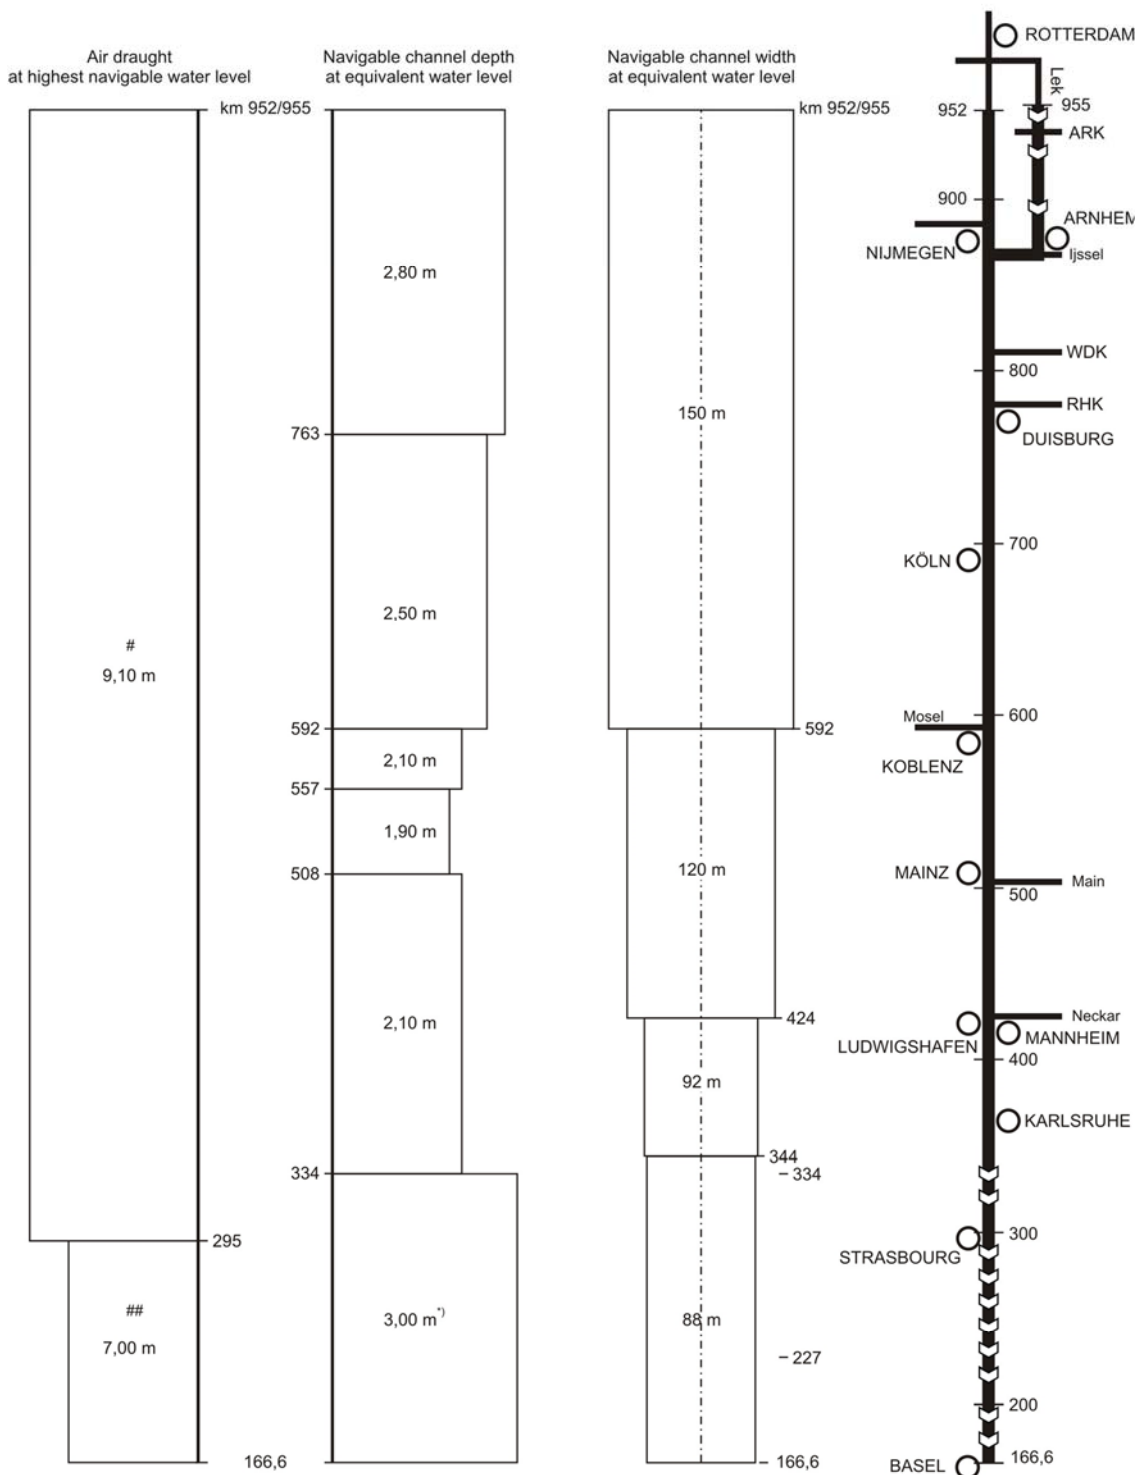 Air draught
at highest navigable water level
km 952/955
#
9,10 m
295
##
7,00 m
166,6
Navigable channel depth
at equivalent water level
2,80 m
763
2,50 m
592
2,10 m
557
1,90 m
508
2,10 m
334
3,00 m*)
Navigable channel width
at equivalent water level
km 952/955
150 m
592
120 m
424
92 m
344
334
88 m
227
166,6
ROTTERDAM
Lek
952
955
ARK
900
ARNHEM
NIJMEGEN
Ijssel
WDK
800
RHK
DUISBURG
700
KÖLN
600
Mosel
KOBLENZ
MAINZ
Main
500
Neckar
LUDWIGSHAFEN
MANNHEIM
400
KARLSRUHE
300
STRASBOURG
200
166,6
BASEL